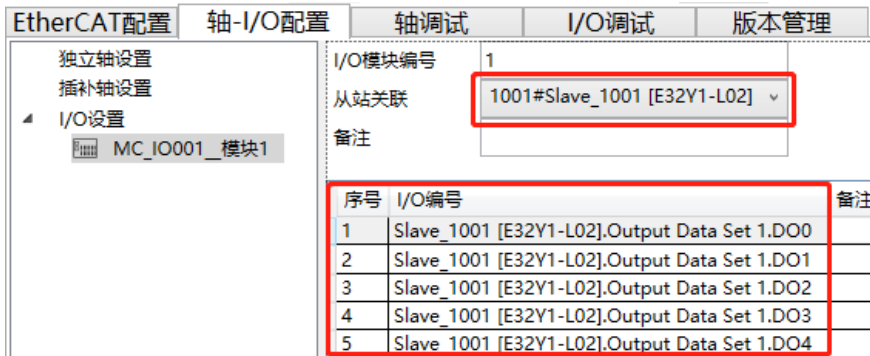 EtherCAT配置 轴-I/O配置 轴调试 I/O调试 版本管理
独立轴设置
插补轴设置
I/O设置
MC_IO001__模块1
I/O模块编号 1
从站关联 1001#Slave_1001 [E32Y1-L02]
备注
序号 I/O编号 备注
1 Slave_1001 [E32Y1-L02].Output Data Set 1.DO0
2 Slave_1001 [E32Y1-L02].Output Data Set 1.DO1
3 Slave_1001 [E32Y1-L02].Output Data Set 1.DO2
4 Slave_1001 [E32Y1-L02].Output Data Set 1.DO3
5 Slave_1001 [E32Y1-L02].Output Data Set 1.DO4